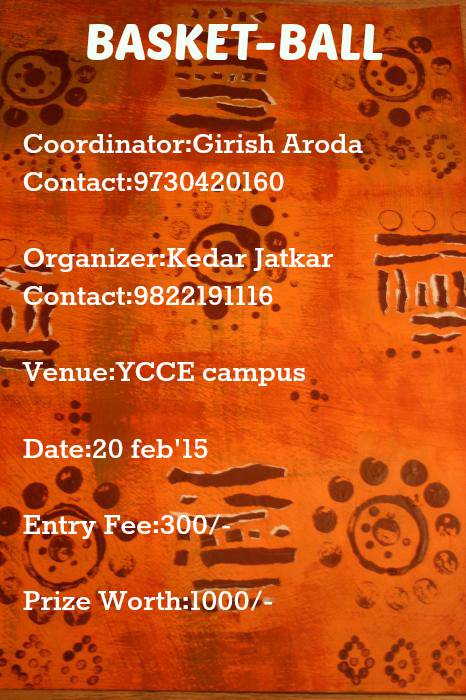 BASKET-BALL
Coordinator:Girish Aroda
Contact:9730420160
Organizer:Kedar Jatkar
Contact:9822191116
Venue:YCCE campus
Date:20 feb'15
Entry Fee:300/-
Prize Worth:1000/-